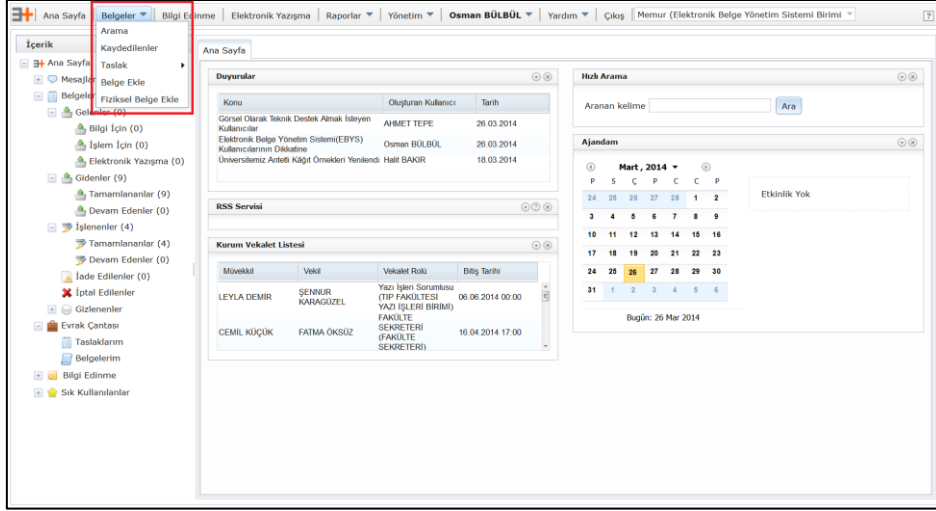 Ana Sayfa Belgeler Bilgi Edinme Elektronik Yazışma Raporlar Yönetim Osman BÜLBÜL Yardım Çıkış Memur (Elektronik Belge Yönetim Sistemi Birimi ?
Arama
Kaydedilenler
Taslak
Belge Ekle
Fiziksel Belge Ekle
İçerik
Ana Sayfa
Mesajlar
Belgeler
Gelenler (0)
Bilgi İçin (0)
İşlem İçin (0)
Elektronik Yazışma (0)
Gidenler (9)
Tamamlananlar (9)
Devam Edenler (0)
İşlenenler (4)
Tamamlananlar (4)
Devam Edenler (0)
İade Edilenler (0)
İptal Edilenler
Gizlenenler
Evrak Çantası
Taslaklarım
Belgelerim
Bilgi Edinme
Sık Kullanılanlar
Ana Sayfa
Duyurular
Konu Oluşturan Kullanıcı Tarih
Görsel Olarak Teknik Destek Almak İsteyen
Kullanıcılar AHMET TEPE 26.03.2014
Elektronik Belge Yönetim Sistemi(EBYS)
Kullanıcılarının Dikkatine Osman BÜLBÜL 26.03.2014
Üniversitemiz Antetli Kâğıt Örnekleri Yenilendi Halit BAKIR 18.03.2014
RSS Servisi
Kurum Vekalet Listesi
Müvekkil Vekil Vekalet Rolü Bitiş Tarihi
LEYLA DEMİR ŞENNUR KARAGÜZEL Yazı İşleri Sorumlusu (TIP FAKÜLTESİ YAZI İŞLERİ BİRİMİ) 06.06.2014 00:00
CEMİL KÜÇÜK FATMA ÖKSÜZ FAKÜLTE SEKRETERİ (FAKÜLTE SEKRETERİ) 16.04.2014 17:00
Hızlı Arama
Aranan kelime Ara
Ajandam
Mart , 2014
P S Ç P C C P
24 25 26 27 28 1 2
3 4 5 6 7 8 9
10 11 12 13 14 15 16
17 18 19 20 21 22 23
24 25 26 27 28 29 30
31 1 2 3 4 5 6
Bugün: 26 Mar 2014
Etkinlik Yok